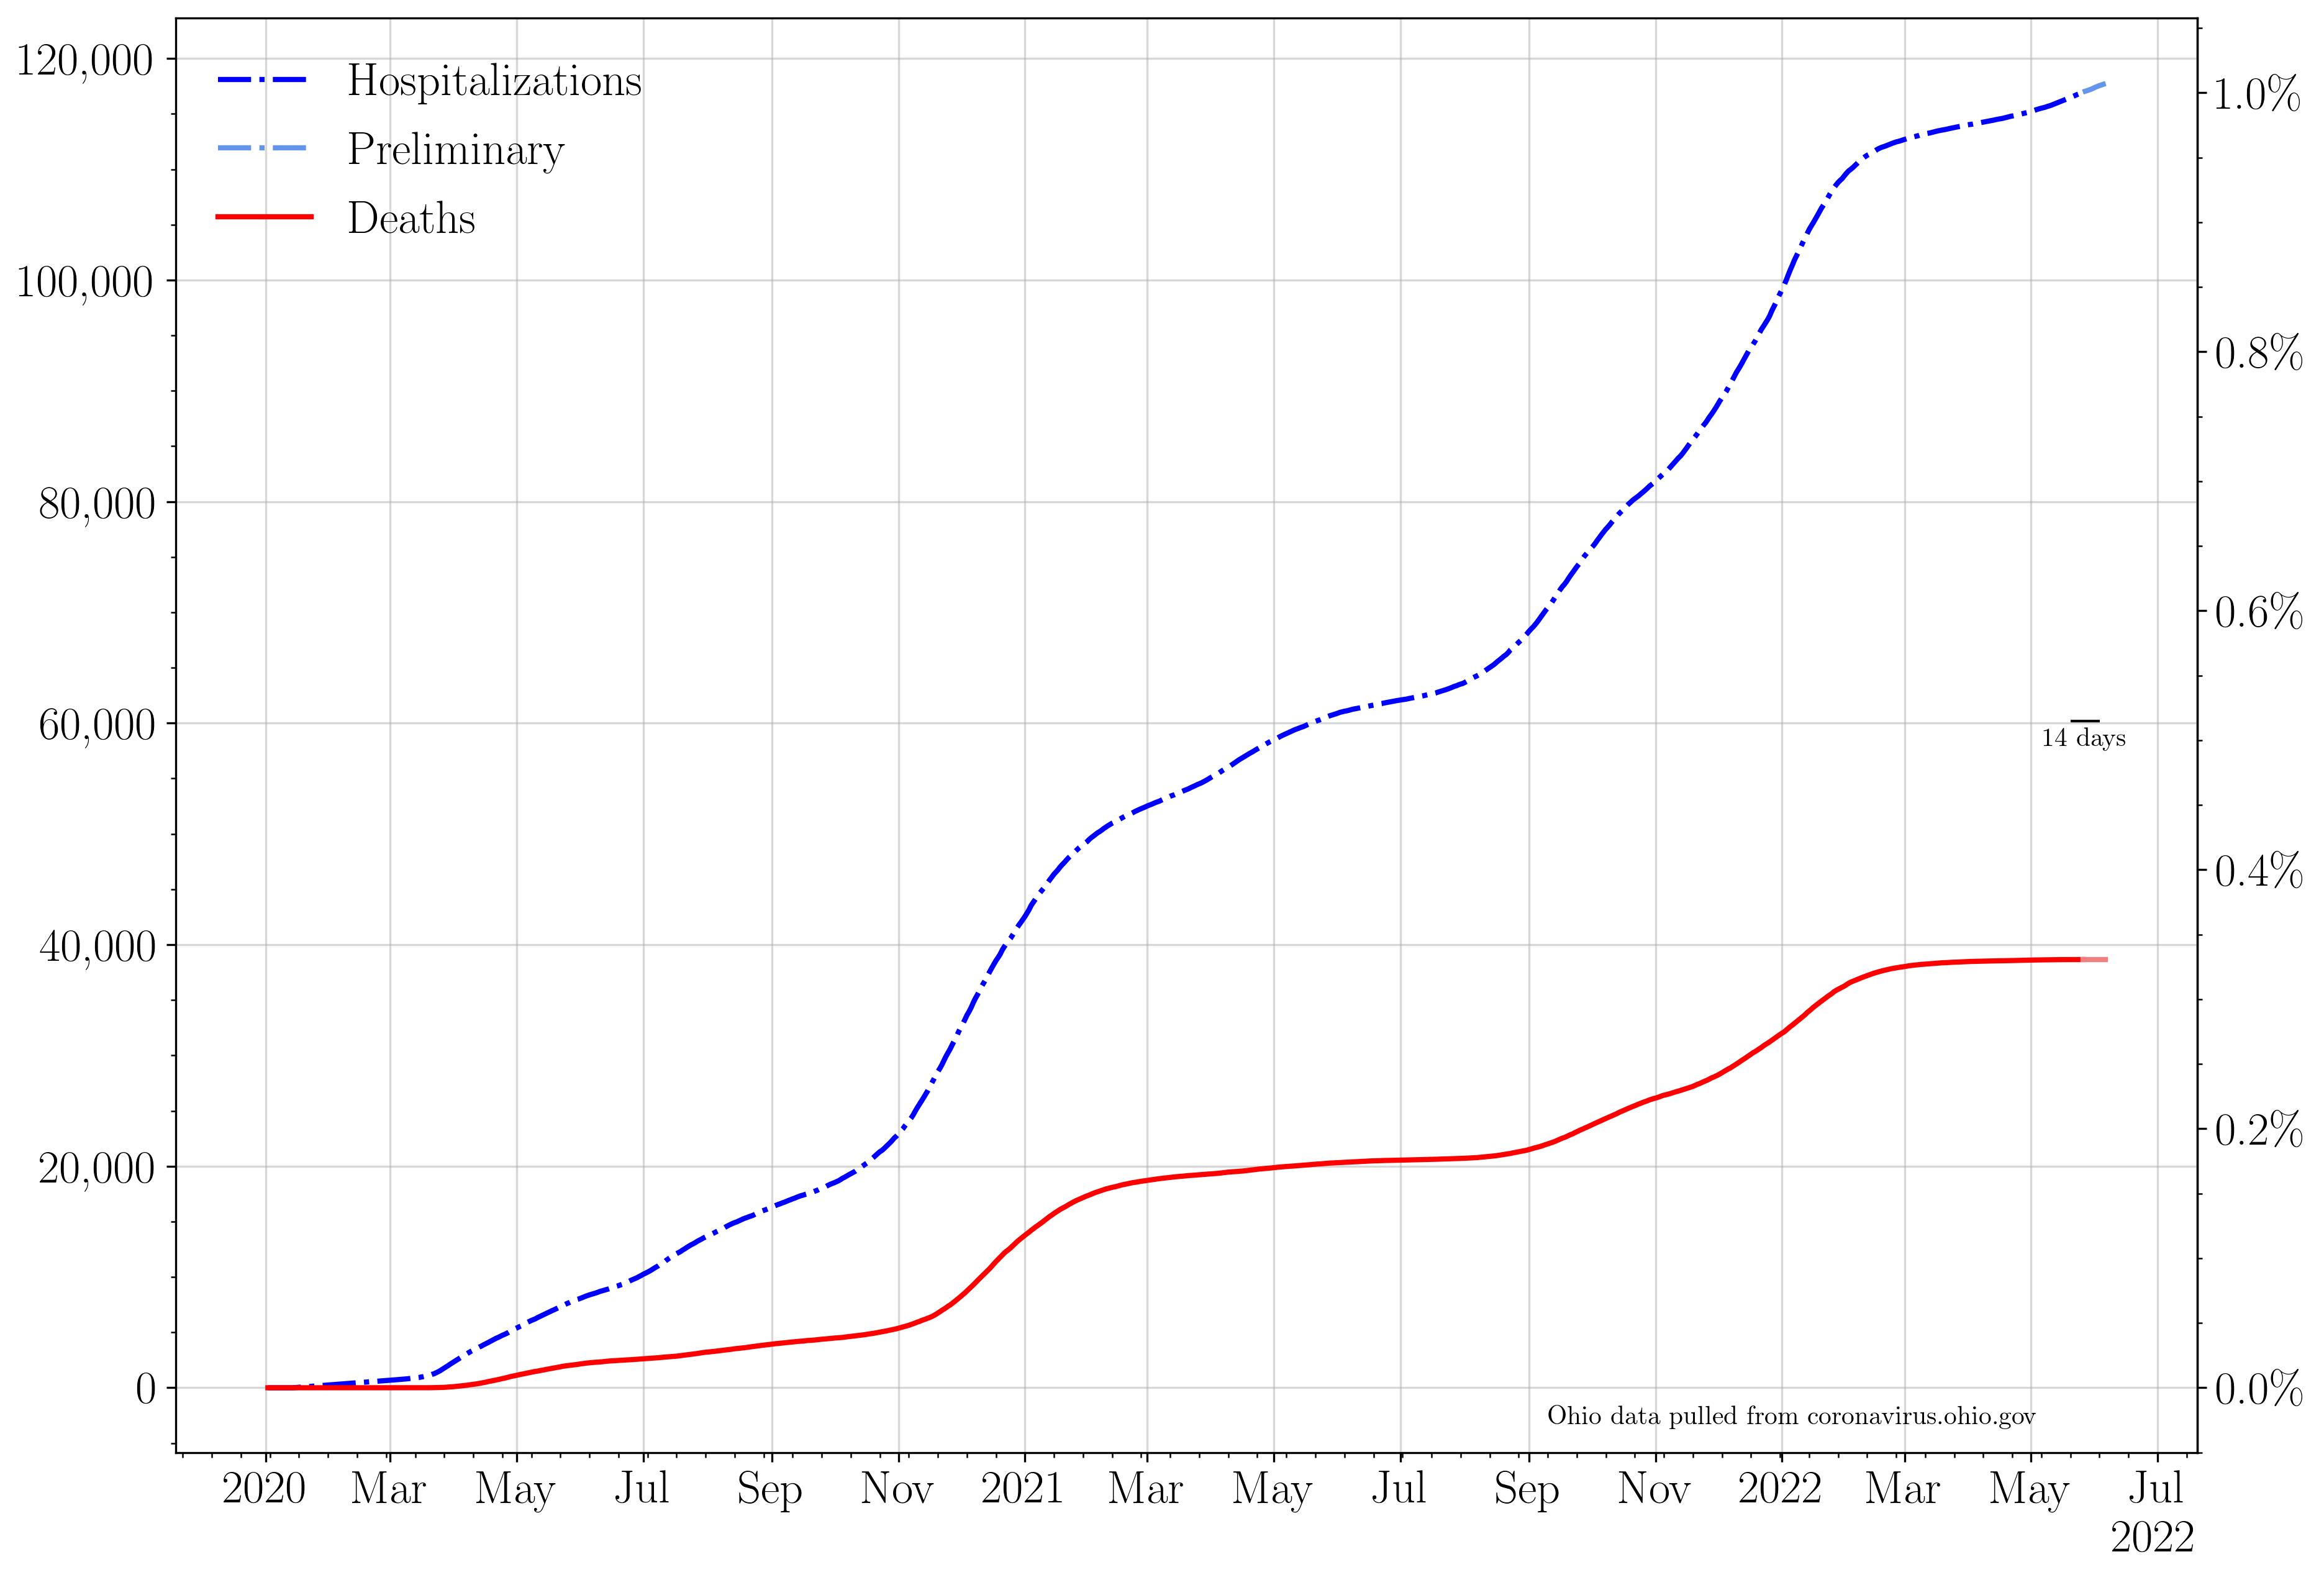 Hospitalizations
Preliminary
Deaths
120,000
100,000
80,000
60,000
40,000
20,000
0
1.0%
0.8%
0.6%
0.4%
0.2%
0.0%
14 days
Ohio data pulled from coronavirus.ohio.gov
2020 Mar May Jul Sep Nov 2021 Mar May Jul Sep Nov 2022 Mar May Jul
2022